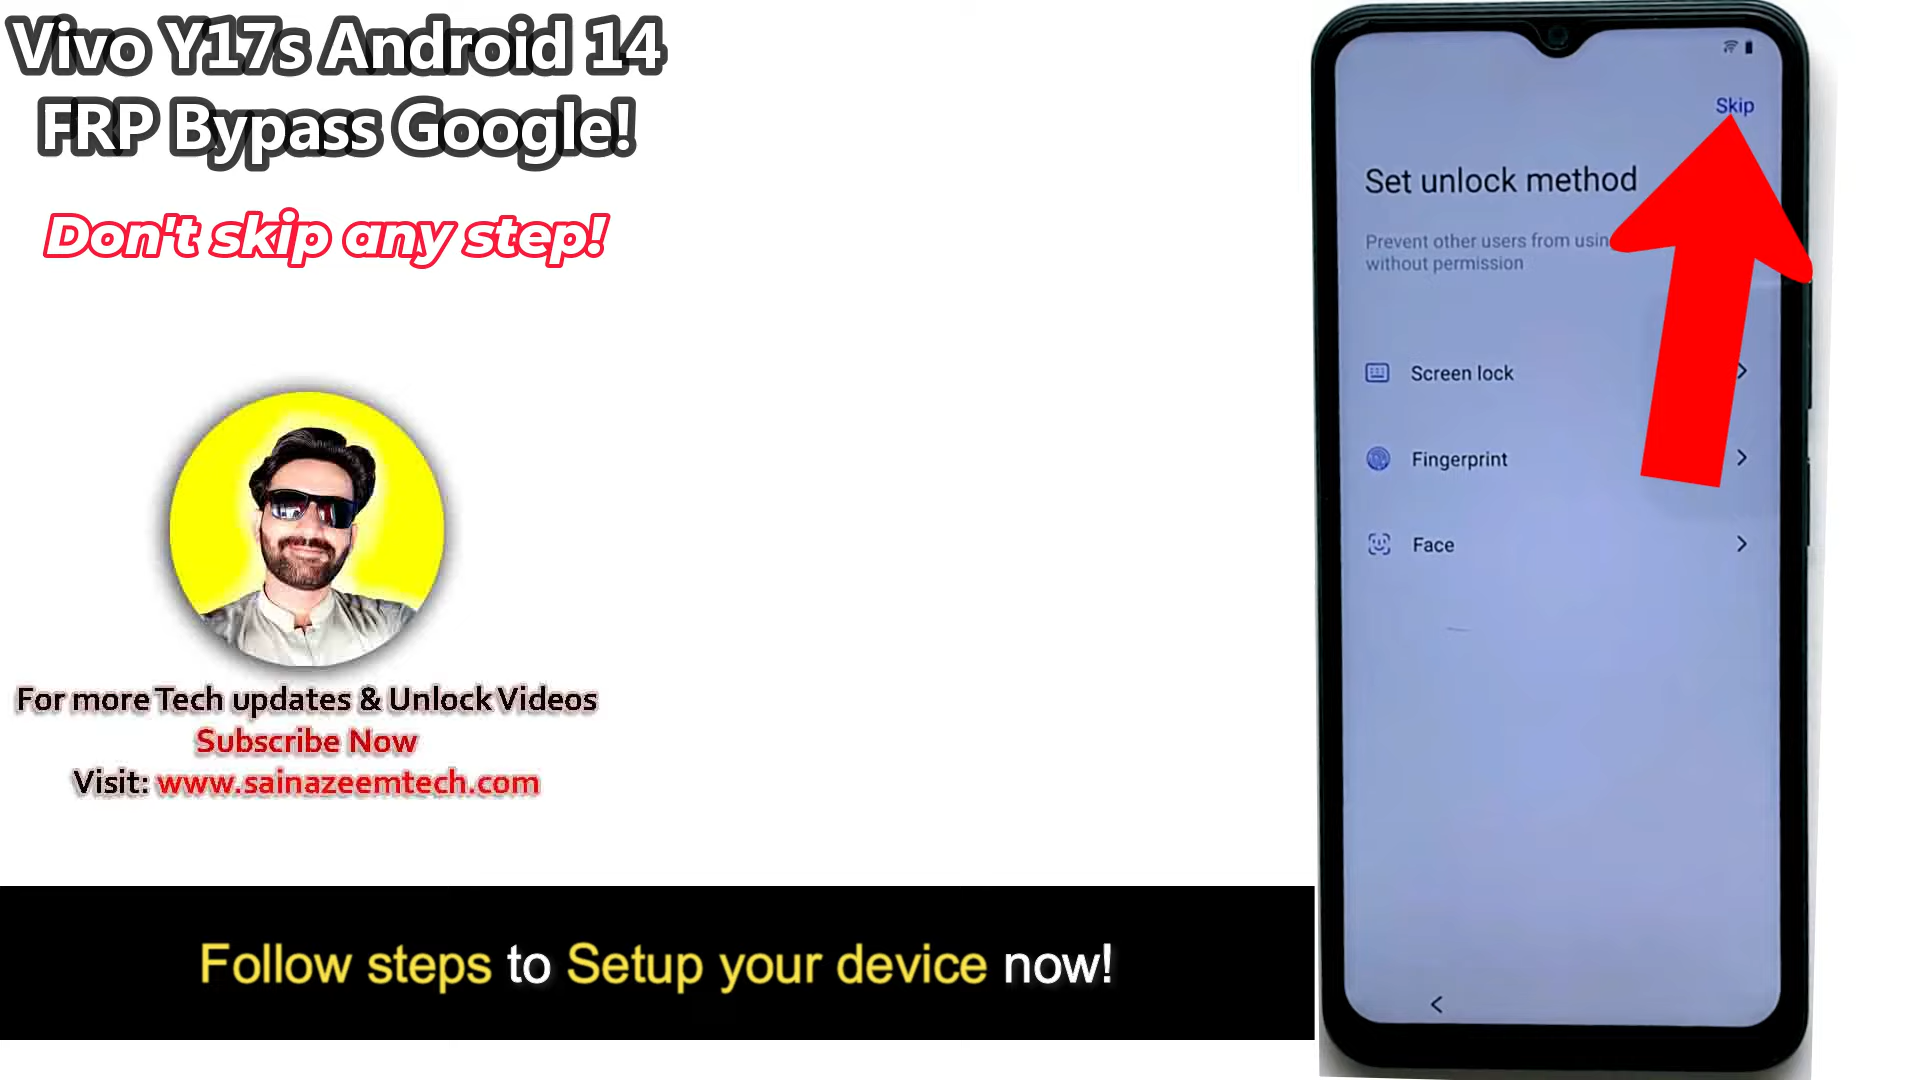 Vivo Y17s Android 14
FRP Bypass Google!
Don't skip any step!
For more Tech updates & Unlock Videos
Subscribe Now
Visit: www.sainazeemtech.com
Follow steps to Setup your device now!
Skip
Set unlock method
Prevent other users from
without permission
Screen lock
Fingerprint
Face